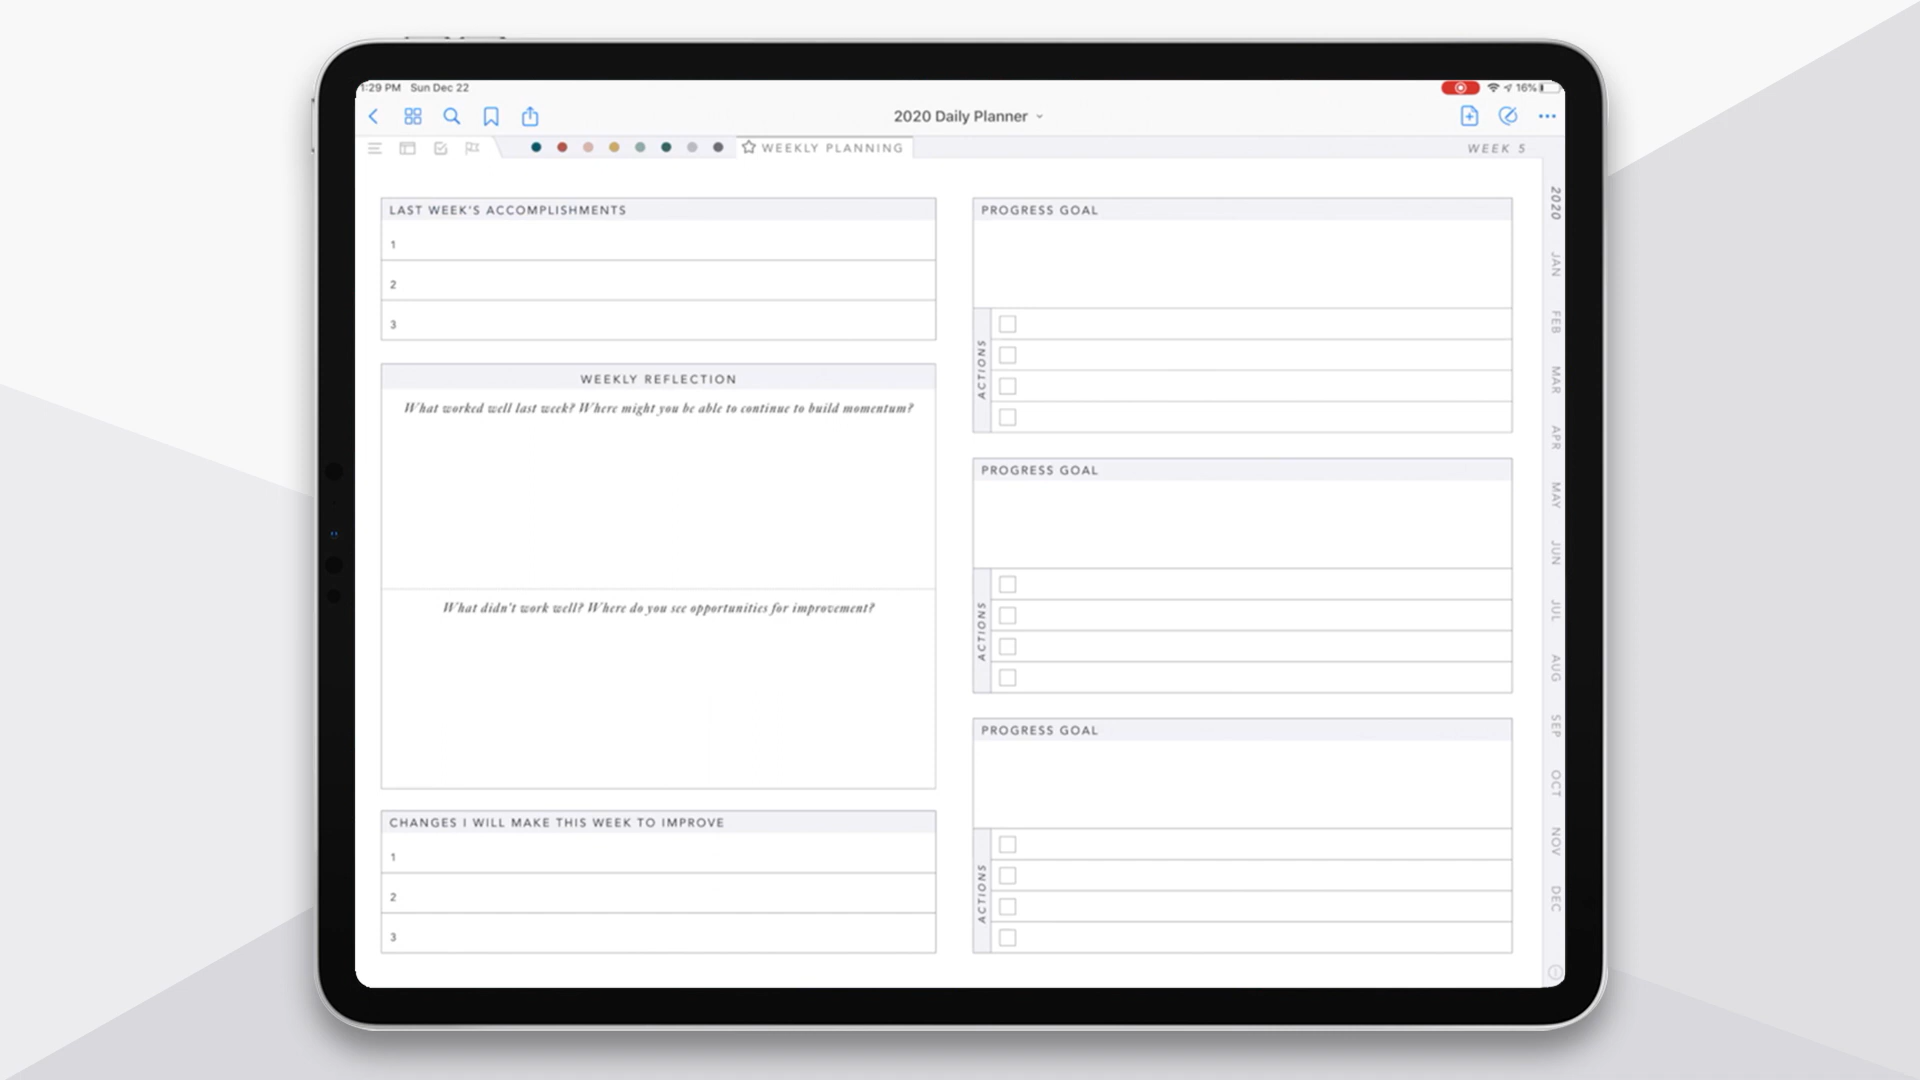 1:29 PM Sun Dec 22
16%
2020 Daily Planner
WEEKLY PLANNING
WEEK 5
LAST WEEK'S ACCOMPLISHMENTS
1
2
3
WEEKLY REFLECTION
What worked well last week? Where might you be able to continue to build momentum?
What didn't work well? Where do you see opportunities for improvement?
CHANGES I WILL MAKE THIS WEEK TO IMPROVE
1
2
3
PROGRESS GOAL
ACTIONS
PROGRESS GOAL
ACTIONS
PROGRESS GOAL
ACTIONS
2020
JAN
FEB
MAR
APR
MAY
JUN
JUL
AUG
SEP
OCT
NOV
DEC